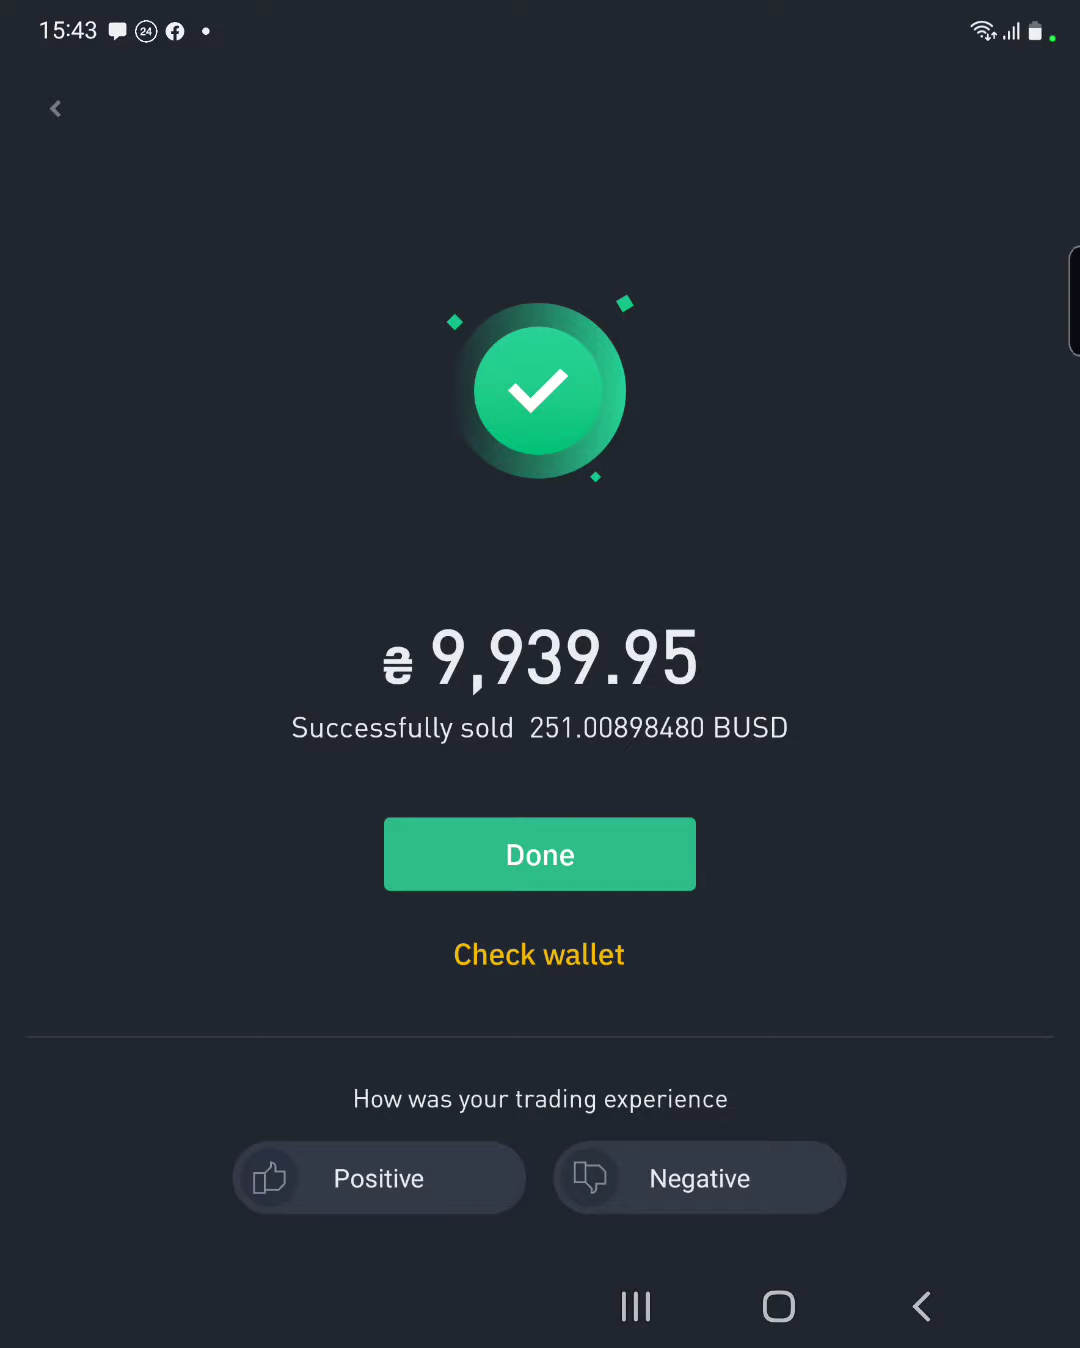 15:43
24
₴ 9,939.95
Successfully sold 251.00898480 BUSD
Done
Check wallet
How was your trading experience
Positive
Negative